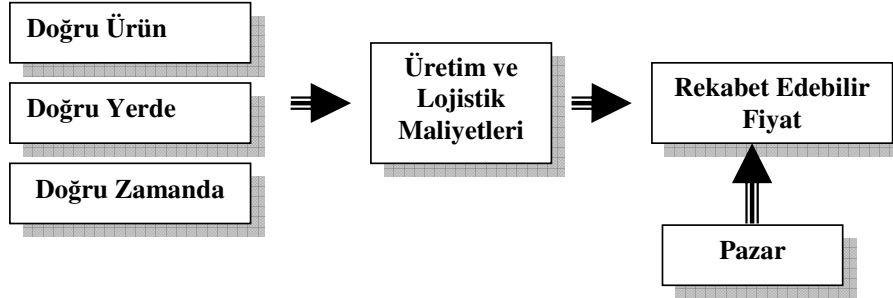 Doğru Ürün
Doğru Yerde
Doğru Zamanda
Üretim ve
Lojistik
Maliyetleri
Rekabet Edebilir
Fiyat
Pazar